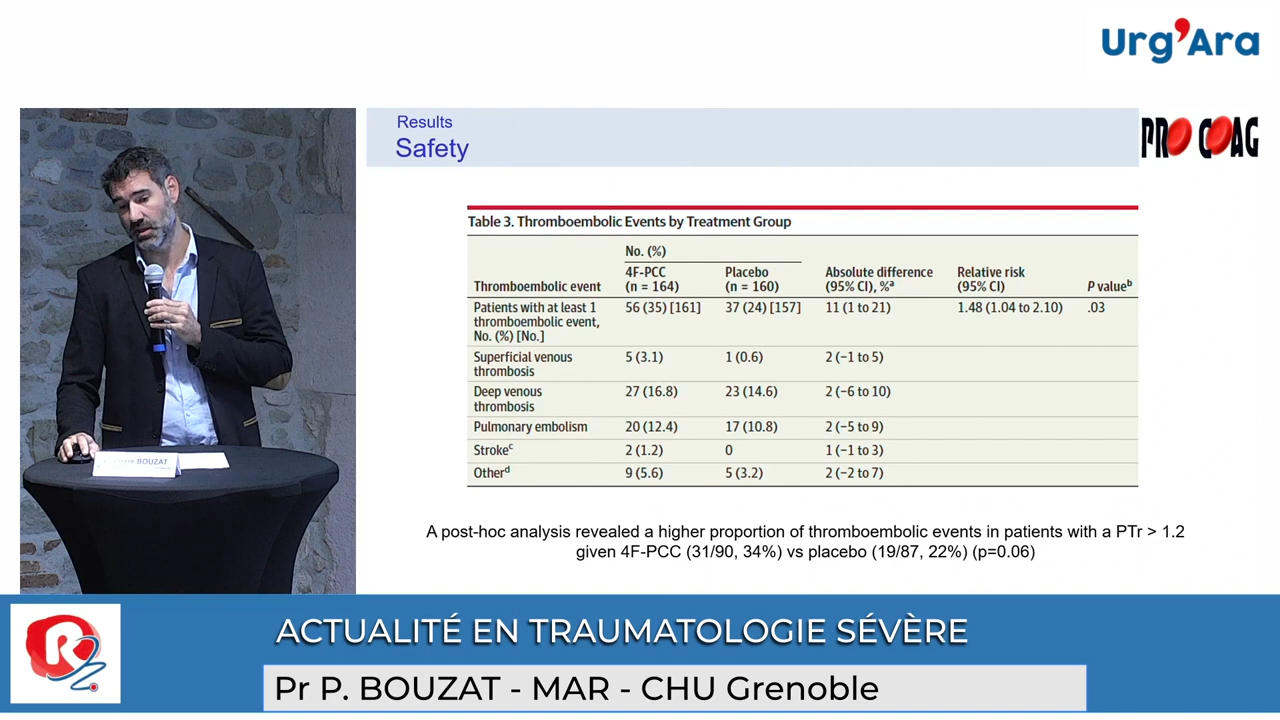 Urg'Ara
Results
Safety
PRO COAG
Table 3. Thromboembolic Events by Treatment Group
No. (%)
Thromboembolic event 4F-PCC (n = 164) Placebo (n = 160) Absolute difference (95% CI), %a Relative risk (95% CI) P valueb
Patients with at least 1 thromboembolic event, No. (%) [No.] 56 (35) [161] 37 (24) [157] 11 (1 to 21) 1.48 (1.04 to 2.10) .03
Superficial venous thrombosis 5 (3.1) 1 (0.6) 2 (−1 to 5)
Deep venous thrombosis 27 (16.8) 23 (14.6) 2 (−6 to 10)
Pulmonary embolism 20 (12.4) 17 (10.8) 2 (−5 to 9)
Strokec 2 (1.2) 0 1 (−1 to 3)
Otherd 9 (5.6) 5 (3.2) 2 (−2 to 7)
A post-hoc analysis revealed a higher proportion of thromboembolic events in patients with a PTr > 1.2
given 4F-PCC (31/90, 34%) vs placebo (19/87, 22%) (p=0.06)
BOUZAT
R
ACTUALITÉ EN TRAUMATOLOGIE SÉVÈRE
Pr P. BOUZAT - MAR - CHU Grenoble